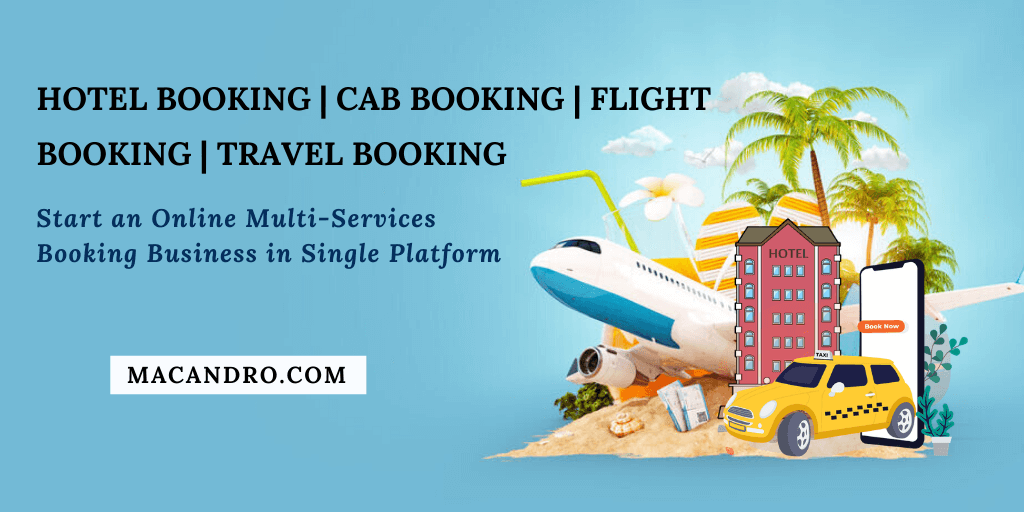 HOTEL BOOKING | CAB BOOKING | FLIGHT
BOOKING | TRAVEL BOOKING
Start an Online Multi-Services
Booking Business in Single Platform
MACANDRO.COM
HOTEL
Book Now
TAXI